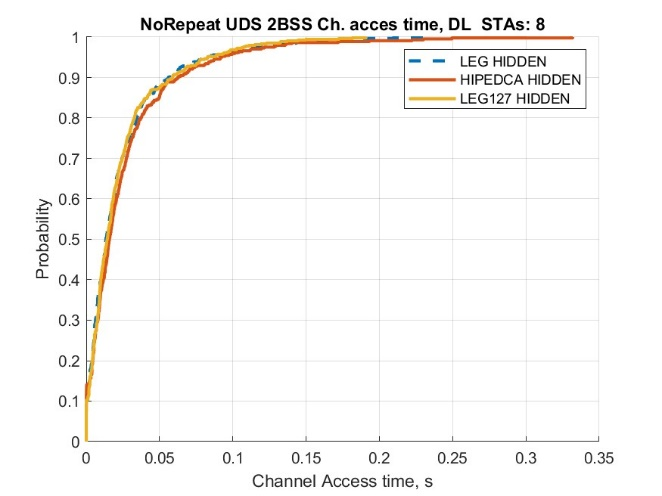 NoRepeat UDS 2BSS Ch. acces time, DL  STAs: 8
LEG HIDDEN
HIPEDCA HIDDEN
LEG127 HIDDEN
1
0.9
0.8
0.7
0.6
0.5
0.4
0.3
0.2
0.1
0
Probability
0 0.05 0.1 0.15 0.2 0.25 0.3 0.35
Channel Access time, s